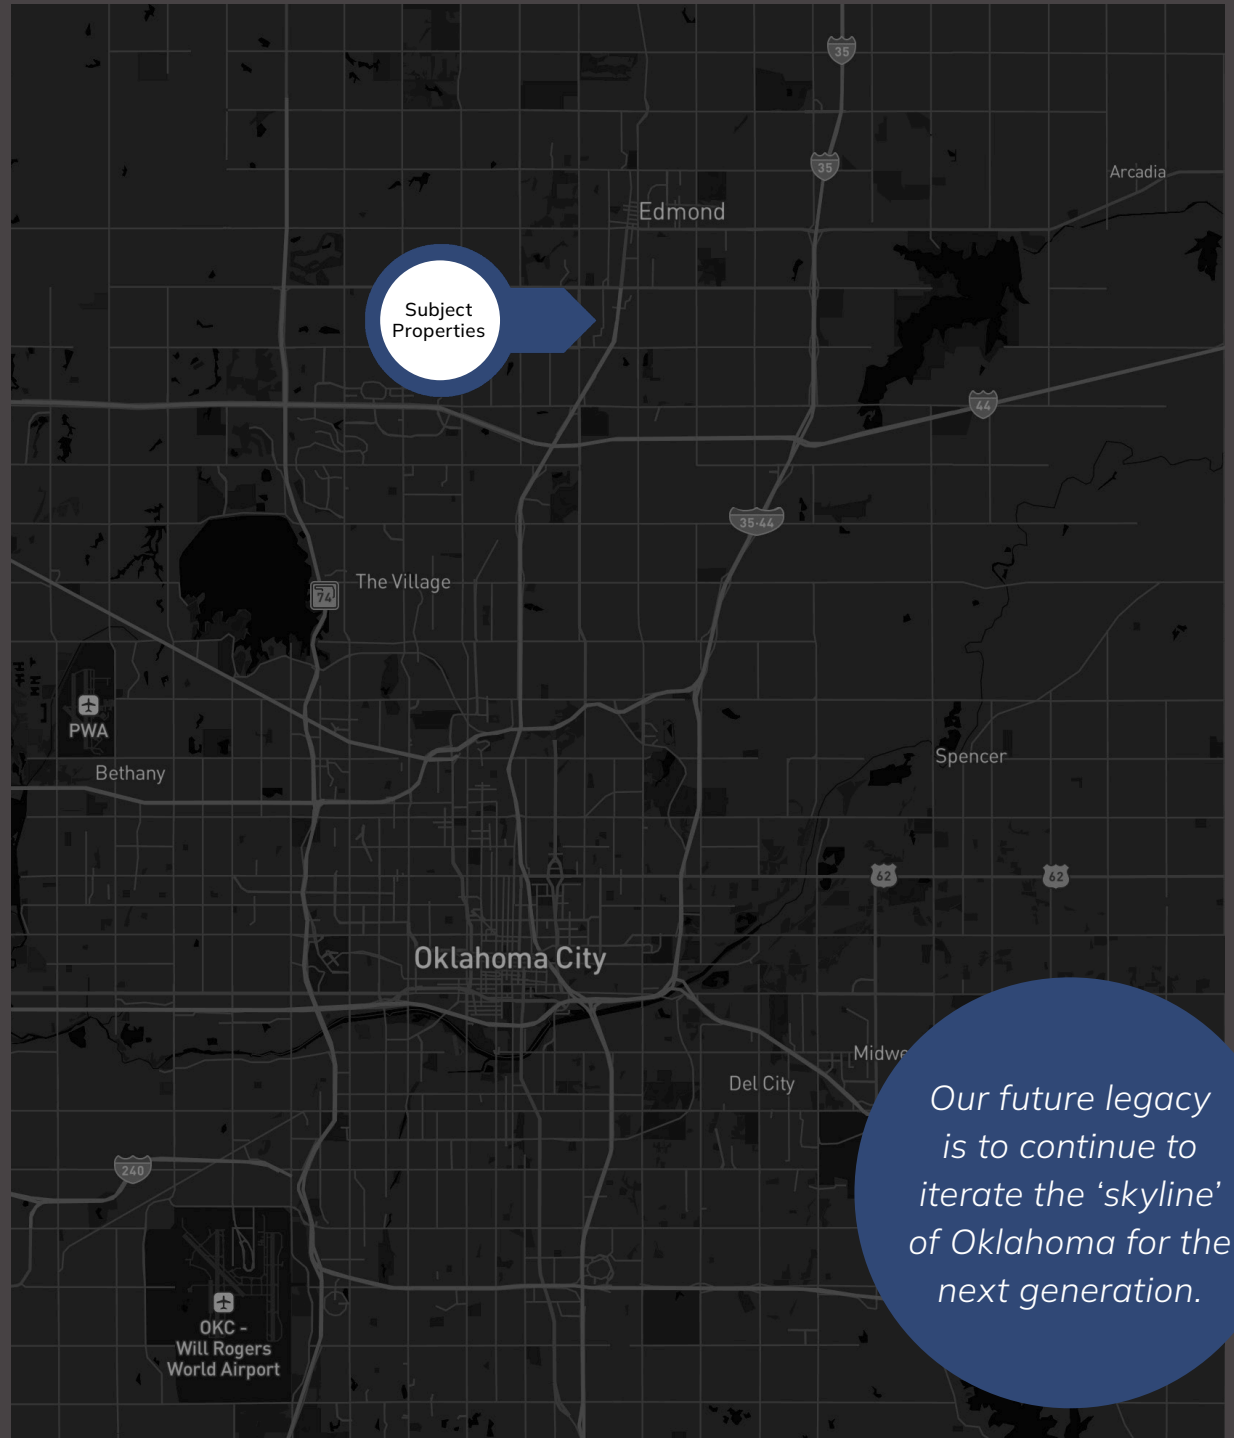 35
35
Arcadia
Edmond
Subject
Properties
44
35-44
The Village
74
PWA
Bethany
Spencer
62
62
Oklahoma City
Midwe
Del City
Our future legacy
is to continue to
iterate the ‘skyline’
of Oklahoma for the
next generation.
240
OKC -
Will Rogers
World Airport